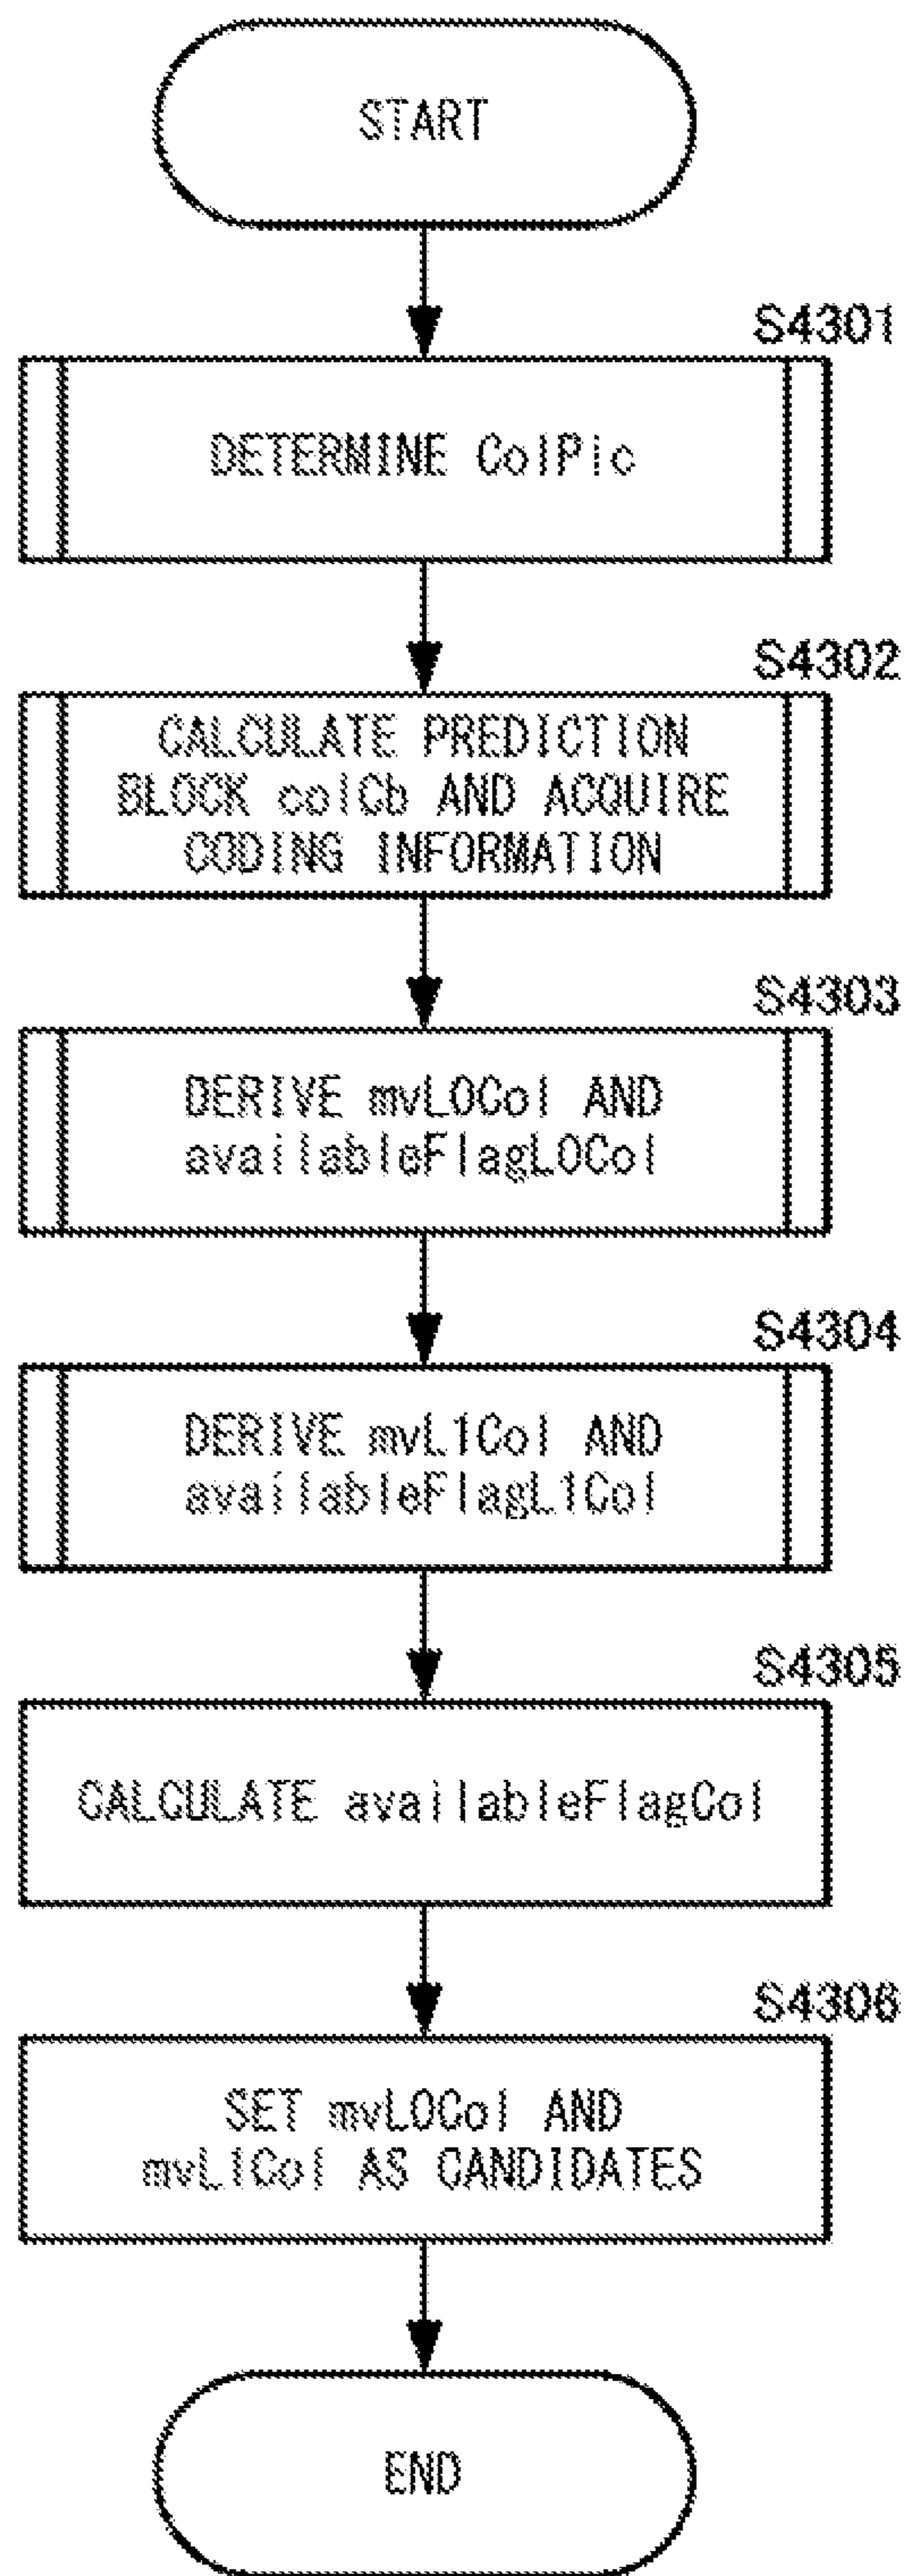 START
S4301
DETERMINE ColPic
S4302
CALCULATE PREDICTION
BLOCK colCb AND ACQUIRE
CODING INFORMATION
S4303
DERIVE mvL0Col AND
availableFlagL0Col
S4304
DERIVE mvL1Col AND
availableFlagL1Col
S4305
CALCULATE availableFlagCol
S4306
SET mvL0Col AND
mvL1Col AS CANDIDATES
END